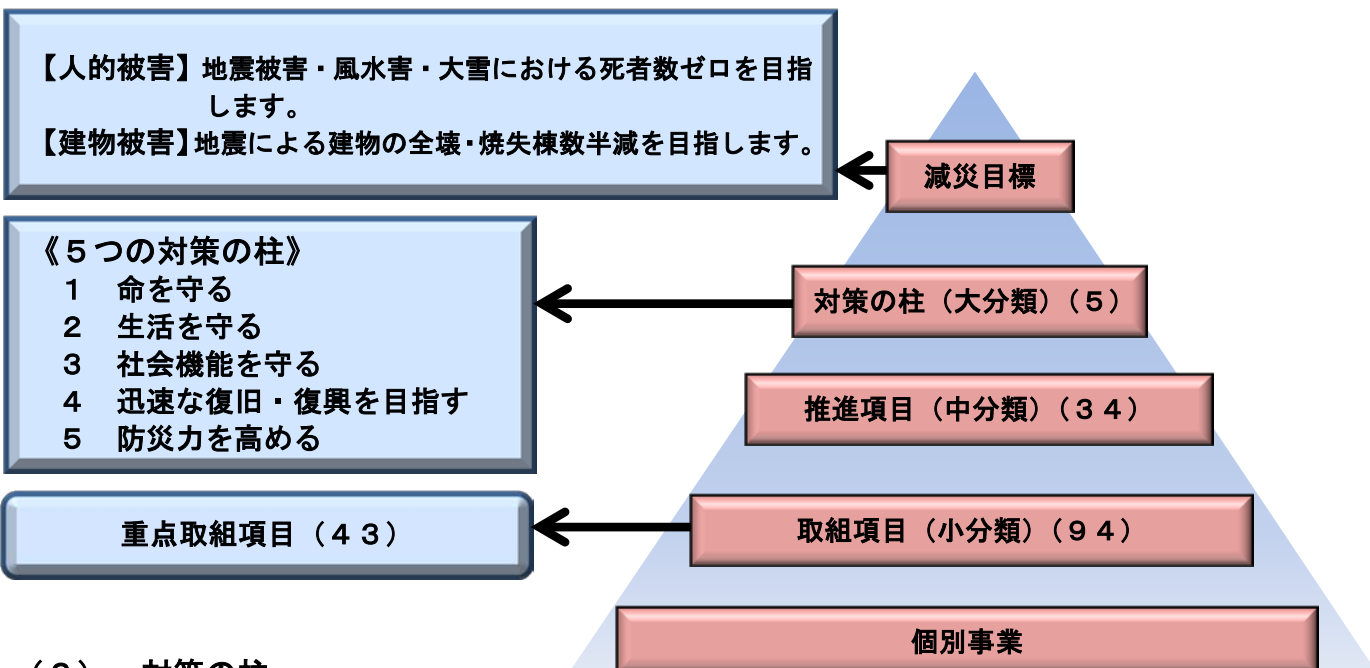 【人的被害】地震被害・風水害・大雪における死者数ゼロを目指
します。
【建物被害】地震による建物の全壊・焼失棟数半減を目指します。
減災目標
《５つの対策の柱》
１　命を守る
２　生活を守る
３　社会機能を守る
４　迅速な復旧・復興を目指す
５　防災力を高める
対策の柱（大分類）（５）
推進項目（中分類）（３４）
重点取組項目（４３）
取組項目（小分類）（９４）
個別事業